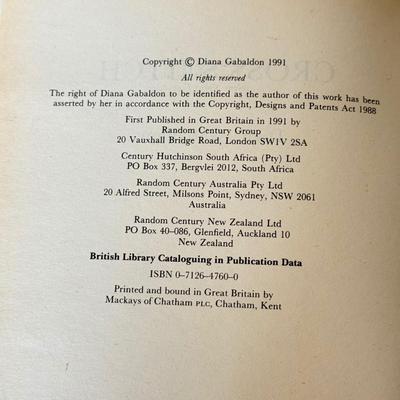 Copyright © Diana Gabaldon 1991
All rights reserved
The right of Diana Gabaldon to be identified as the author of this work has been
asserted by her in accordance with the Copyright, Designs and Patents Act 1988
First Published in Great Britain in 1991 by
Random Century Group
20 Vauxhall Bridge Road, London SW1V 2SA
Century Hutchinson South Africa (Pty) Ltd
PO Box 337, Bergvlei 2012, South Africa
Random Century Australia Pty Ltd
20 Alfred Street, Milsons Point, Sydney, NSW 2061
Australia
Random Century New Zealand Ltd
PO Box 40–086, Glenfield, Auckland 10
New Zealand
British Library Cataloguing in Publication Data
ISBN 0–7126–4760–0
Printed and bound in Great Britain by
Mackays of Chatham PLC, Chatham, Kent